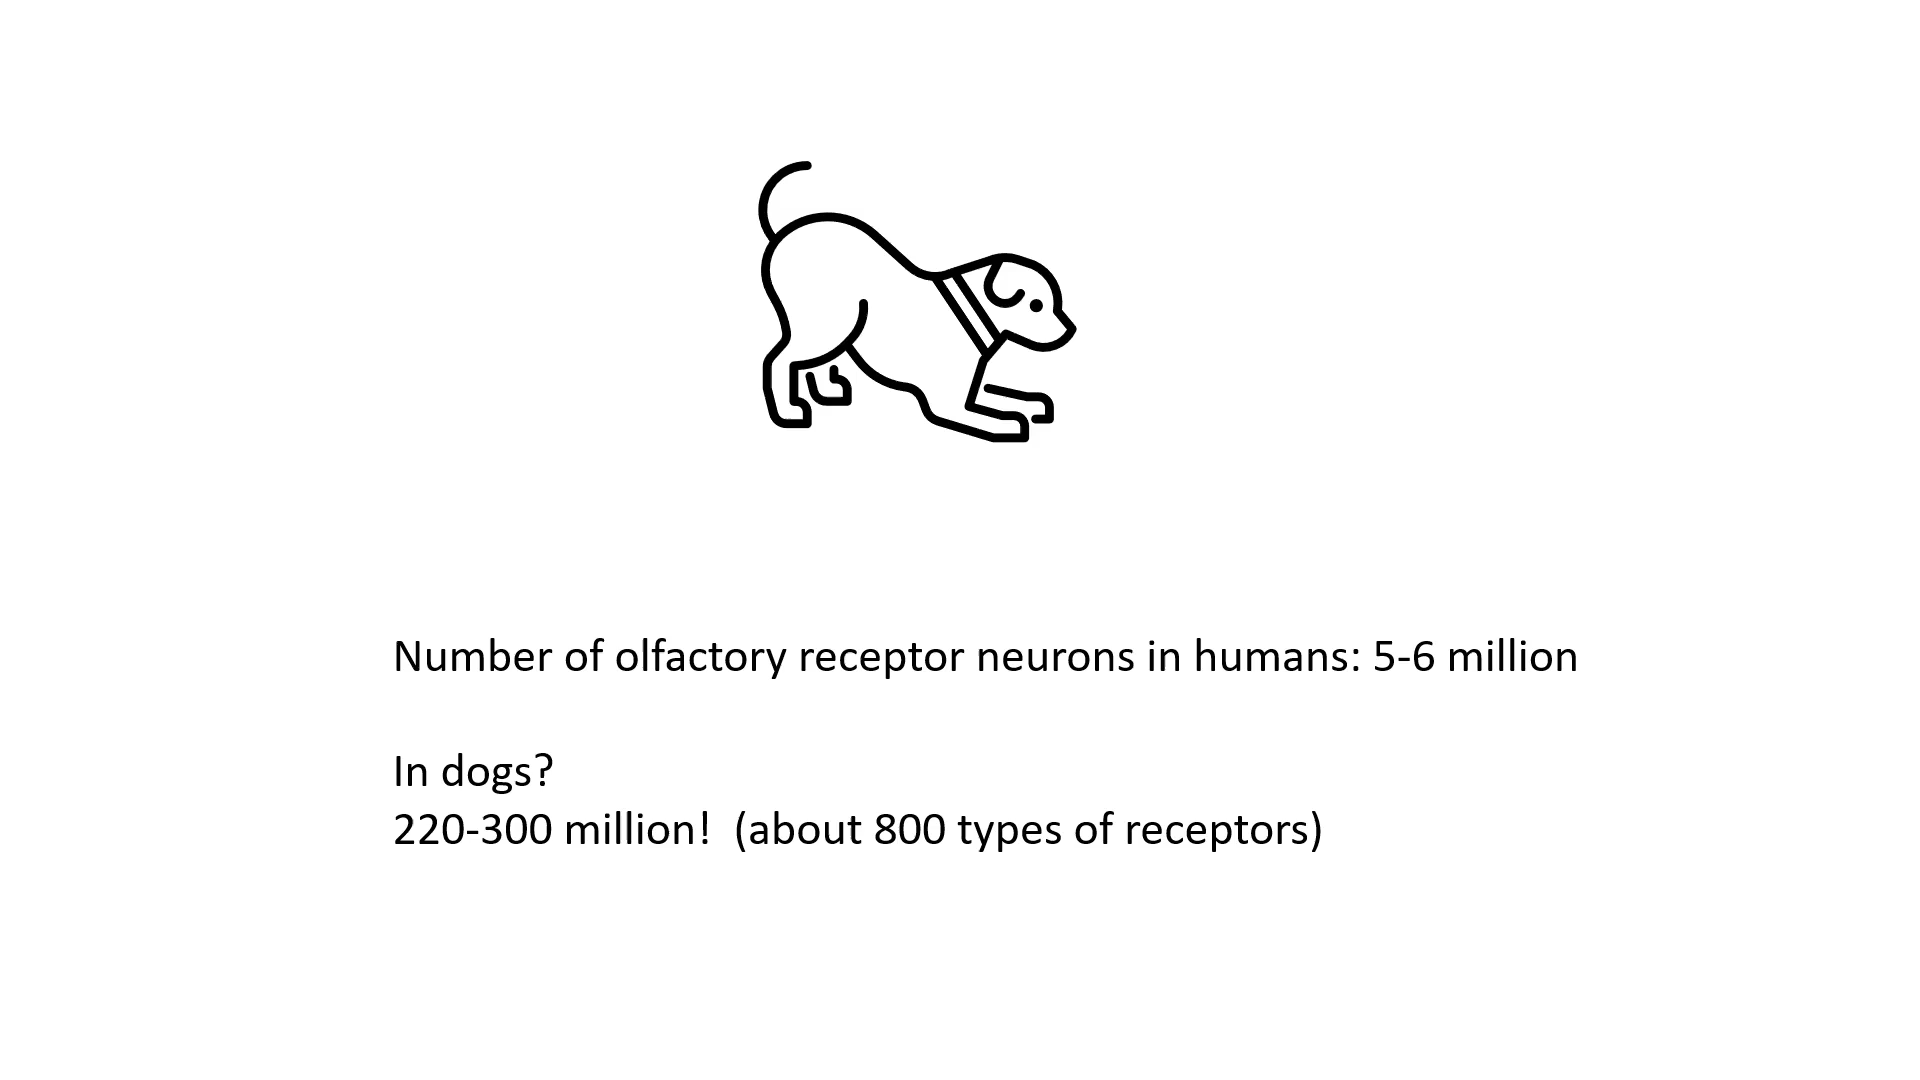 Number of olfactory receptor neurons in humans: 5-6 million
In dogs?
220-300 million!  (about 800 types of receptors)